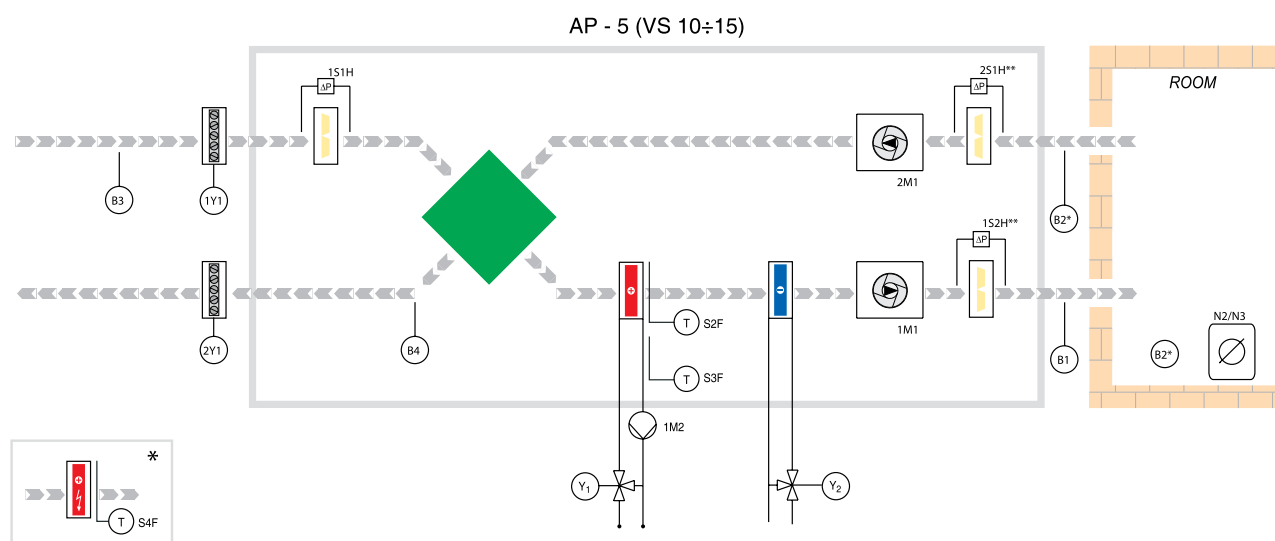 AP - 5 (VS 10÷15)
1S1H
ΔP
2S1H**
ΔP
ROOM
B3
1Y1
2M1
B2*
1S2H**
ΔP
2Y1
B4
T S2F
T S3F
1M1
B1
N2/N3
B2*
1M2
Y1
Y2
*
T S4F